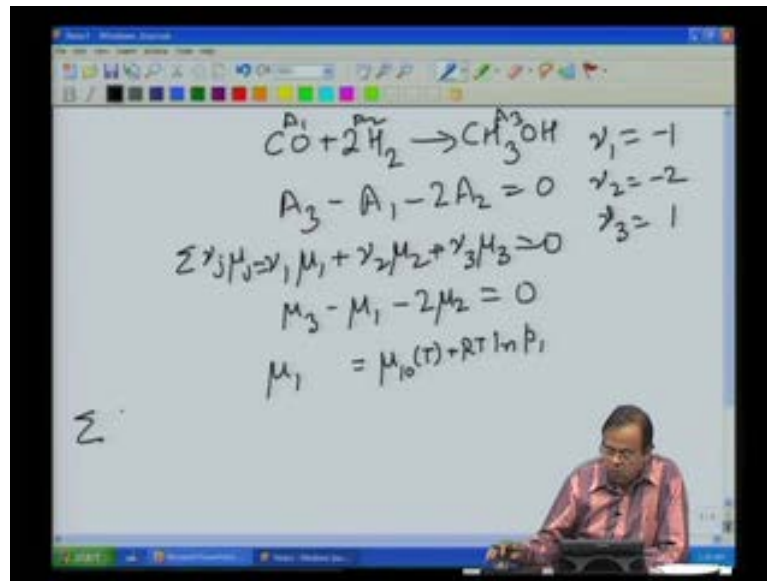 A₁ A₂ A₃
CO + 2H₂ → CH₃OH ν₁ = -1
A₃ - A₁ - 2A₂ = 0 ν₂ = -2
Σνⱼμⱼ = ν₁μ₁ + ν₂μ₂ + ν₃μ₃ = 0 ν₃ = 1
μ₃ - μ₁ - 2μ₂ = 0
μ₁ = μ₁₀(T) + RT ln p₁
Σ